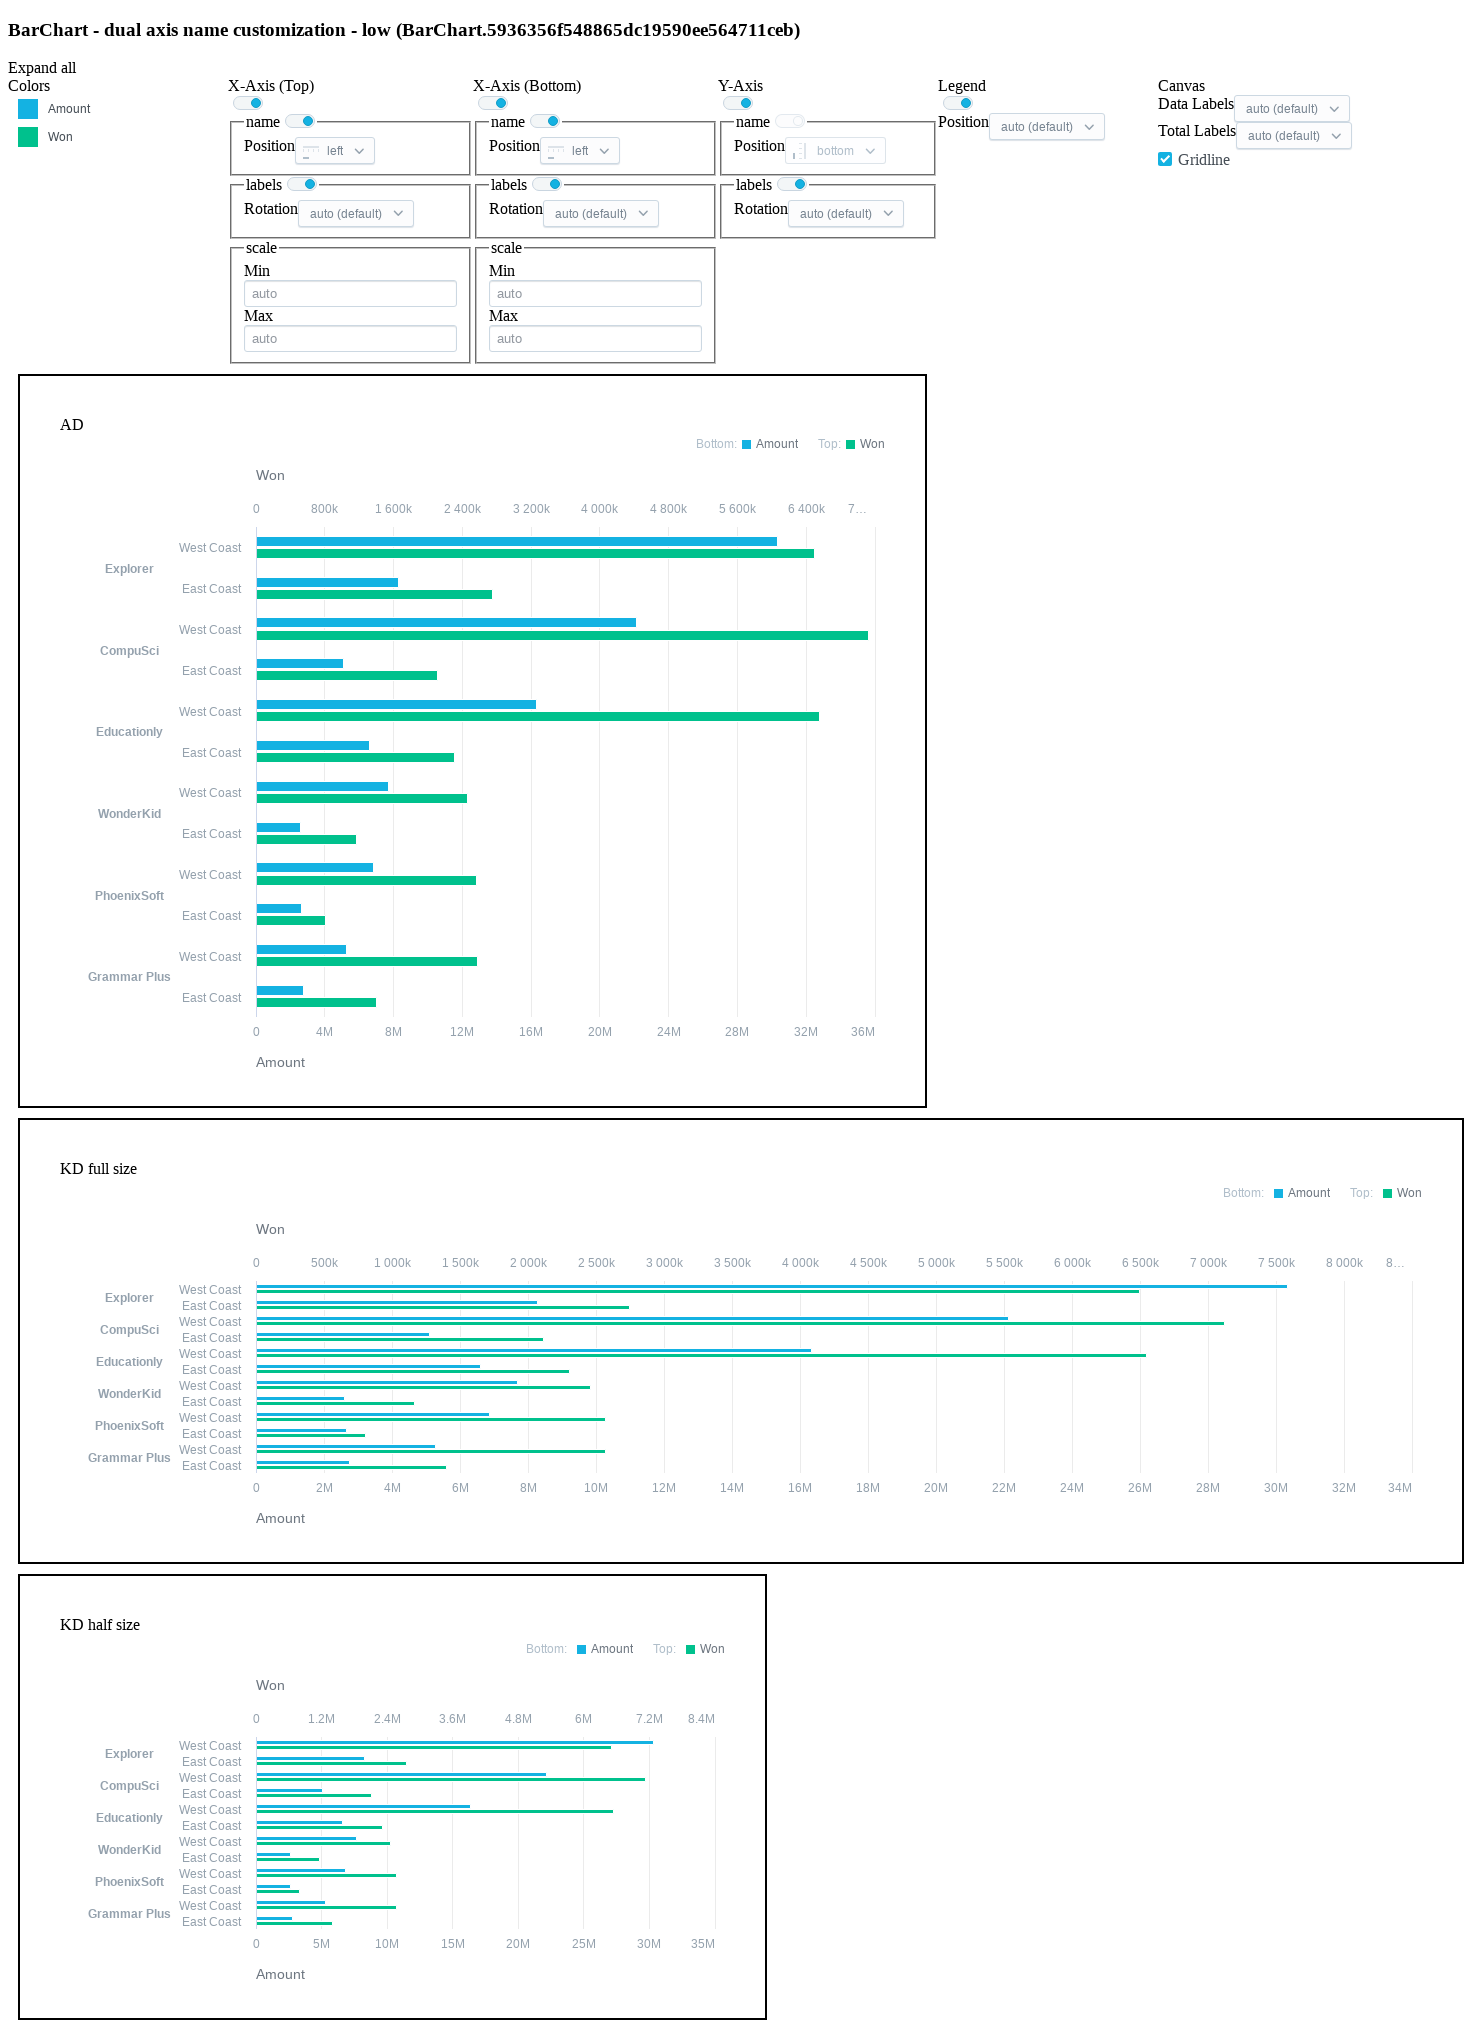 BarChart - dual axis name customization - low (BarChart.5936356f548865dc19590ee564711ceb)
Expand all
Colors
Amount
Won
X-Axis (Top)
name
Position left
labels
Rotation auto (default)
scale
Min
auto
Max
auto
X-Axis (Bottom)
name
Position left
labels
Rotation auto (default)
scale
Min
auto
Max
auto
Y-Axis
name
Position bottom
labels
Rotation auto (default)
Legend
Position auto (default)
Canvas
Data Labels auto (default)
Total Labels auto (default)
Gridline
AD
Bottom: Amount Top: Won
Won
0 800k 1 600k 2 400k 3 200k 4 000k 4 800k 5 600k 6 400k 7…
Explorer
West Coast
East Coast
CompuSci
West Coast
East Coast
Educationly
West Coast
East Coast
WonderKid
West Coast
East Coast
PhoenixSoft
West Coast
East Coast
Grammar Plus
West Coast
East Coast
0 4M 8M 12M 16M 20M 24M 28M 32M 36M
Amount
KD full size
Bottom: Amount Top: Won
Won
0 500k 1 000k 1 500k 2 000k 2 500k 3 000k 3 500k 4 000k 4 500k 5 000k 5 500k 6 000k 6 500k 7 000k 7 500k 8 000k 8…
Explorer
West Coast
East Coast
CompuSci
West Coast
East Coast
Educationly
West Coast
East Coast
WonderKid
West Coast
East Coast
PhoenixSoft
West Coast
East Coast
Grammar Plus
West Coast
East Coast
0 2M 4M 6M 8M 10M 12M 14M 16M 18M 20M 22M 24M 26M 28M 30M 32M 34M
Amount
KD half size
Bottom: Amount Top: Won
Won
0 1.2M 2.4M 3.6M 4.8M 6M 7.2M 8.4M
Explorer
West Coast
East Coast
CompuSci
West Coast
East Coast
Educationly
West Coast
East Coast
WonderKid
West Coast
East Coast
PhoenixSoft
West Coast
East Coast
Grammar Plus
West Coast
East Coast
0 5M 10M 15M 20M 25M 30M 35M
Amount